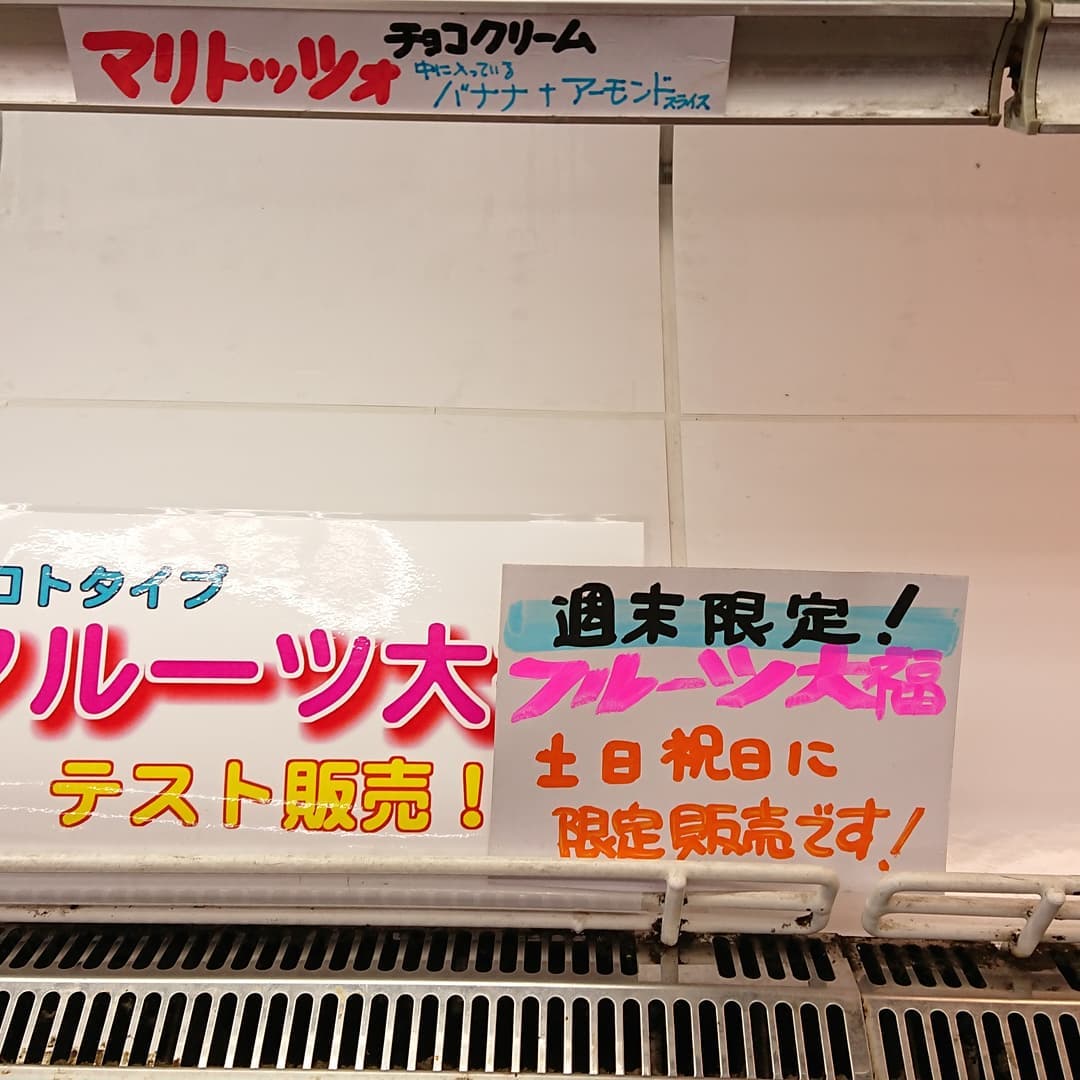 マリトッツォ チョコクリーム
中に入っている
バナナ+アーモンドスライス
コトタイプ
フルーツ大
テスト販売!
週末限定!
フルーツ大福
土日祝日に
限定販売です!